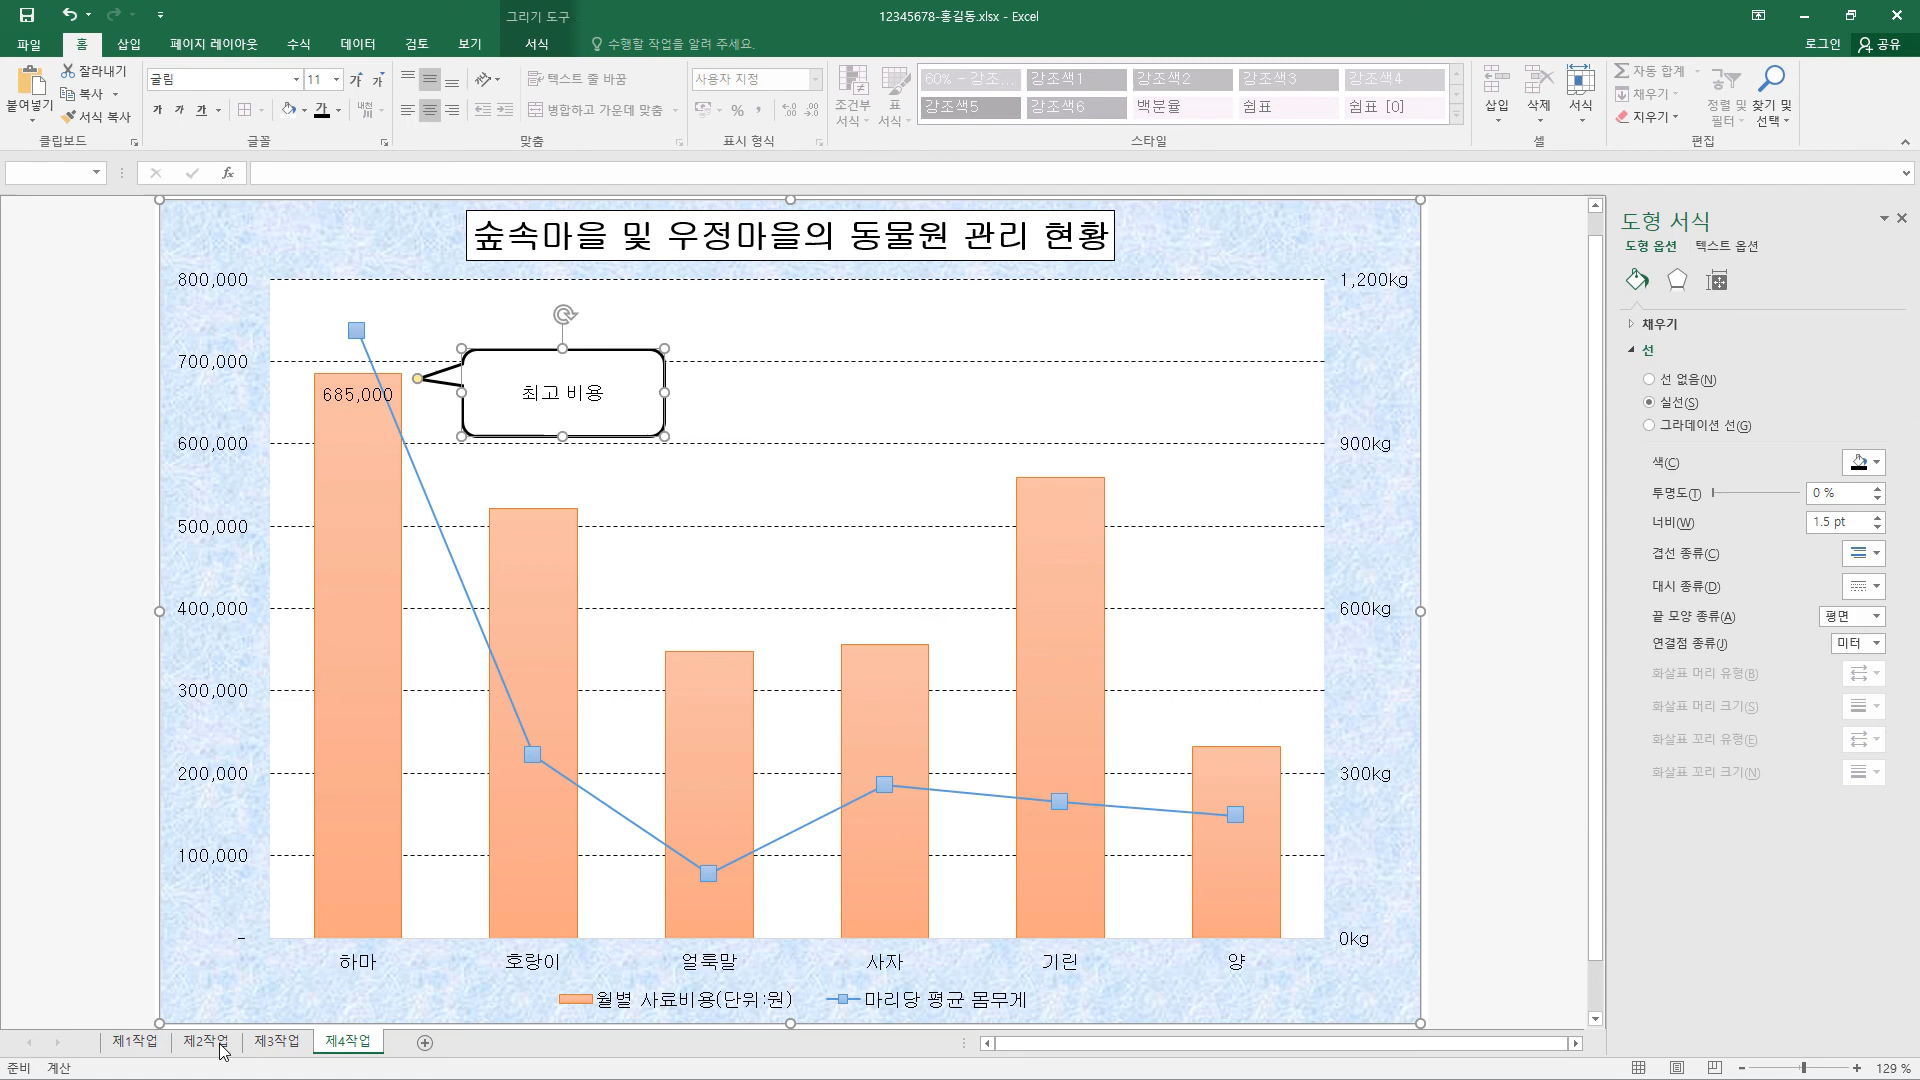 그리기 도구
12345678-홍길동.xlsx - Excel
파일
홈
삽입
페이지 레이아웃
수식
데이터
검토
보기
서식
수행할 작업을 알려 주세요.
로그인
공유
붙여넣기
잘라내기
복사
서식 복사
클립보드
굴림
11
가 가
가 가 가
가
내천
글꼴
텍스트 줄 바꿈
병합하고 가운데 맞춤
맞춤
사용자 지정
%
표시 형식
조건부 서식
표 서식
60% - 강조...
강조색1
강조색2
강조색3
강조색4
강조색5
강조색6
백분율
쉼표
쉼표 [0]
스타일
삽입
삭제
서식
셀
자동 합계
채우기
지우기
정렬 및 필터
찾기 및 선택
편집
fx
숲속마을 및 우정마을의 동물원 관리 현황
800,000
700,000
600,000
500,000
400,000
300,000
200,000
100,000
-
1,200kg
900kg
600kg
300kg
0kg
685,000
최고 비용
하마
호랑이
얼룩말
사자
기린
양
월별 사료비용(단위:원)
마리당 평균 몸무게
도형 서식
도형 옵션
텍스트 옵션
채우기
선
선 없음(N)
실선(S)
그라데이션 선(G)
색(C)
투명도(T)
0 %
너비(W)
1.5 pt
겹선 종류(C)
대시 종류(D)
끝 모양 종류(A)
평면
연결점 종류(J)
미터
화살표 머리 유형(B)
화살표 머리 크기(S)
화살표 꼬리 유형(E)
화살표 꼬리 크기(N)
제1작업
제2작업
제3작업
제4작업
준비
계산
129 %